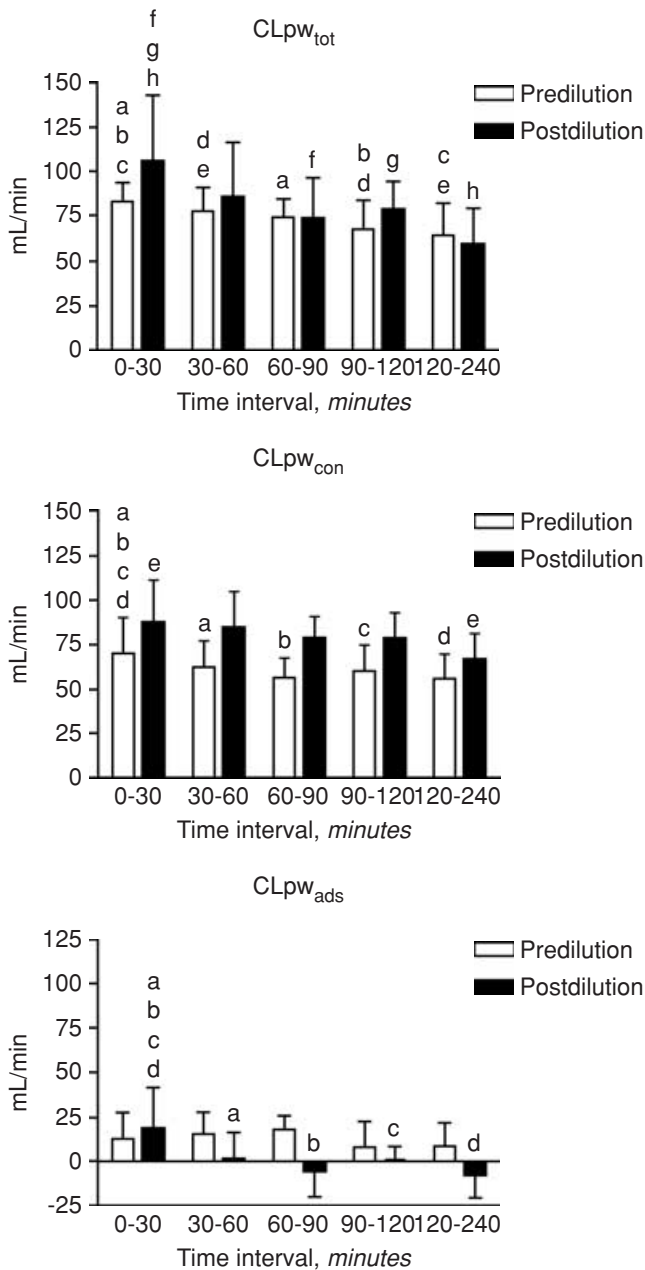 CLpw_tot
f
g
h
150
125
100
75
50
25
0
mL/min
a
b
c
d
e
a
f
b
d
g
c
e
h
Predilution
Postdilution
0-30 30-60 60-90 90-120 120-240
Time interval, minutes
CLpw_con
150
125
100
75
50
25
0
mL/min
a
b
c
d
e
a
b
c
d
e
Predilution
Postdilution
0-30 30-60 60-90 90-120 120-240
Time interval, minutes
CLpw_ads
125
100
75
50
25
0
-25
mL/min
a
b
c
d
a
b
c
d
Predilution
Postdilution
0-30 30-60 60-90 90-120 120-240
Time interval, minutes